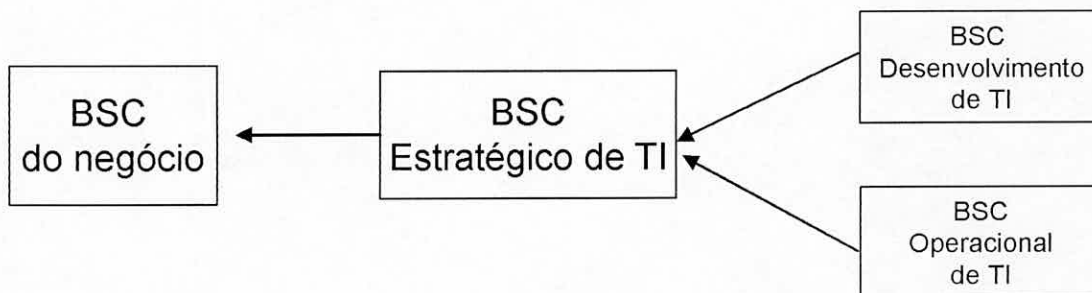 BSC
do negócio
BSC
Estratégico de TI
BSC
Desenvolvimento
de TI
BSC
Operacional
de TI